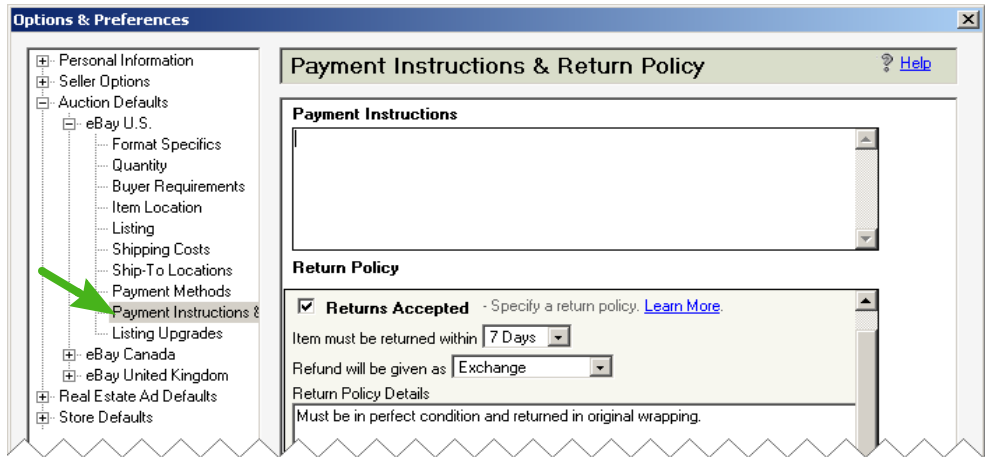 Options & Preferences
Personal Information
Seller Options
Auction Defaults
eBay U.S.
Format Specifics
Quantity
Buyer Requirements
Item Location
Listing
Shipping Costs
Ship-To Locations
Payment Methods
Payment Instructions &
Listing Upgrades
eBay Canada
eBay United Kingdom
Real Estate Ad Defaults
Store Defaults
Payment Instructions & Return Policy
? Help
Payment Instructions
Return Policy
Returns Accepted - Specify a return policy. Learn More.
Item must be returned within 7 Days
Refund will be given as Exchange
Return Policy Details
Must be in perfect condition and returned in original wrapping.